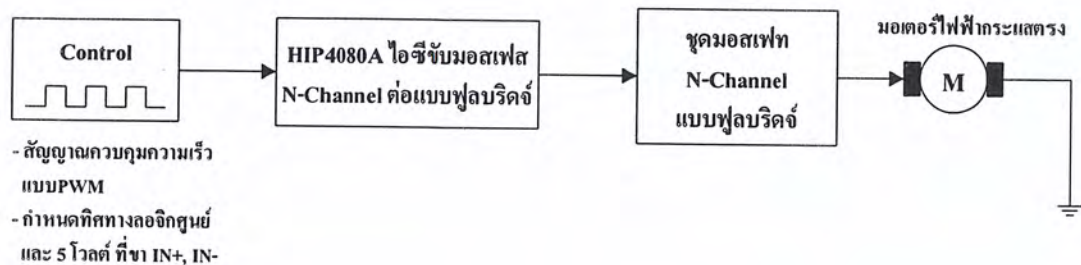 Control
- สัญญาณควบคุมความเร็ว
แบบPWM
- กำหนดทิศทางลอจิกศูนย์
และ 5 โวลต์ ที่ขา IN+, IN-
HIP4080A ไอซีขับมอสเฟส
N-Channel ต่อแบบฟูลบริดจ์
ชุดมอสเฟท
N-Channel
แบบฟูลบริดจ์
มอเตอร์ไฟฟ้ากระแสตรง
M